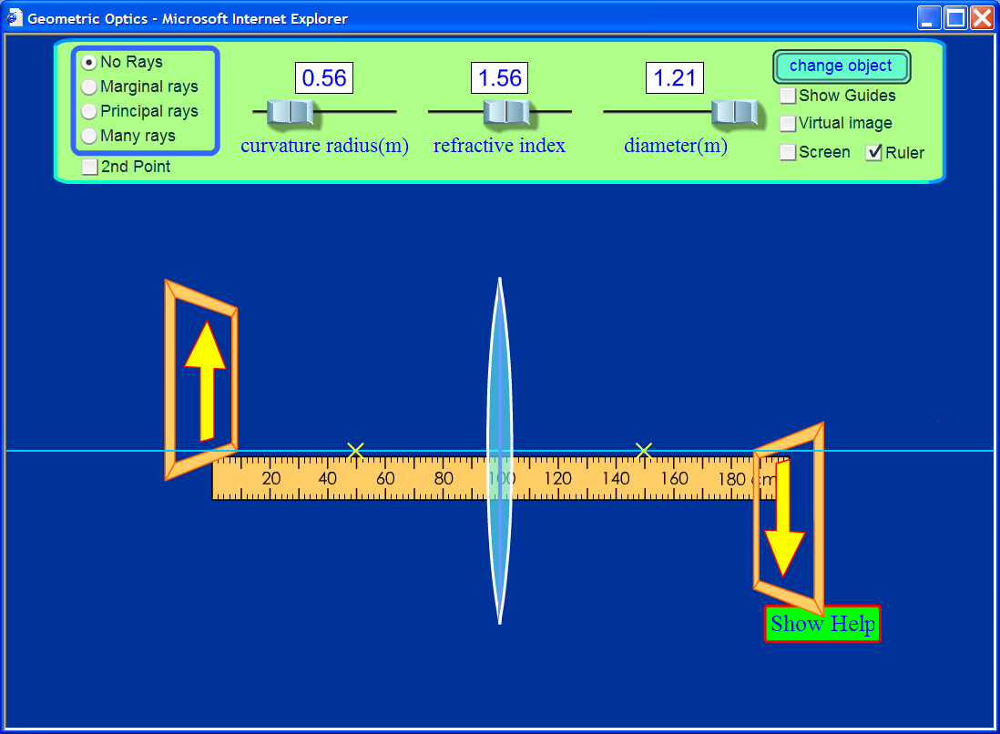 Geometric Optics - Microsoft Internet Explorer
No Rays
Marginal rays
Principal rays
Many rays
2nd Point
0.56
curvature radius(m)
1.56
refractive index
1.21
diameter(m)
change object
Show Guides
Virtual image
Screen Ruler
20 40 60 80 100 120 140 160 180 cm
Show Help